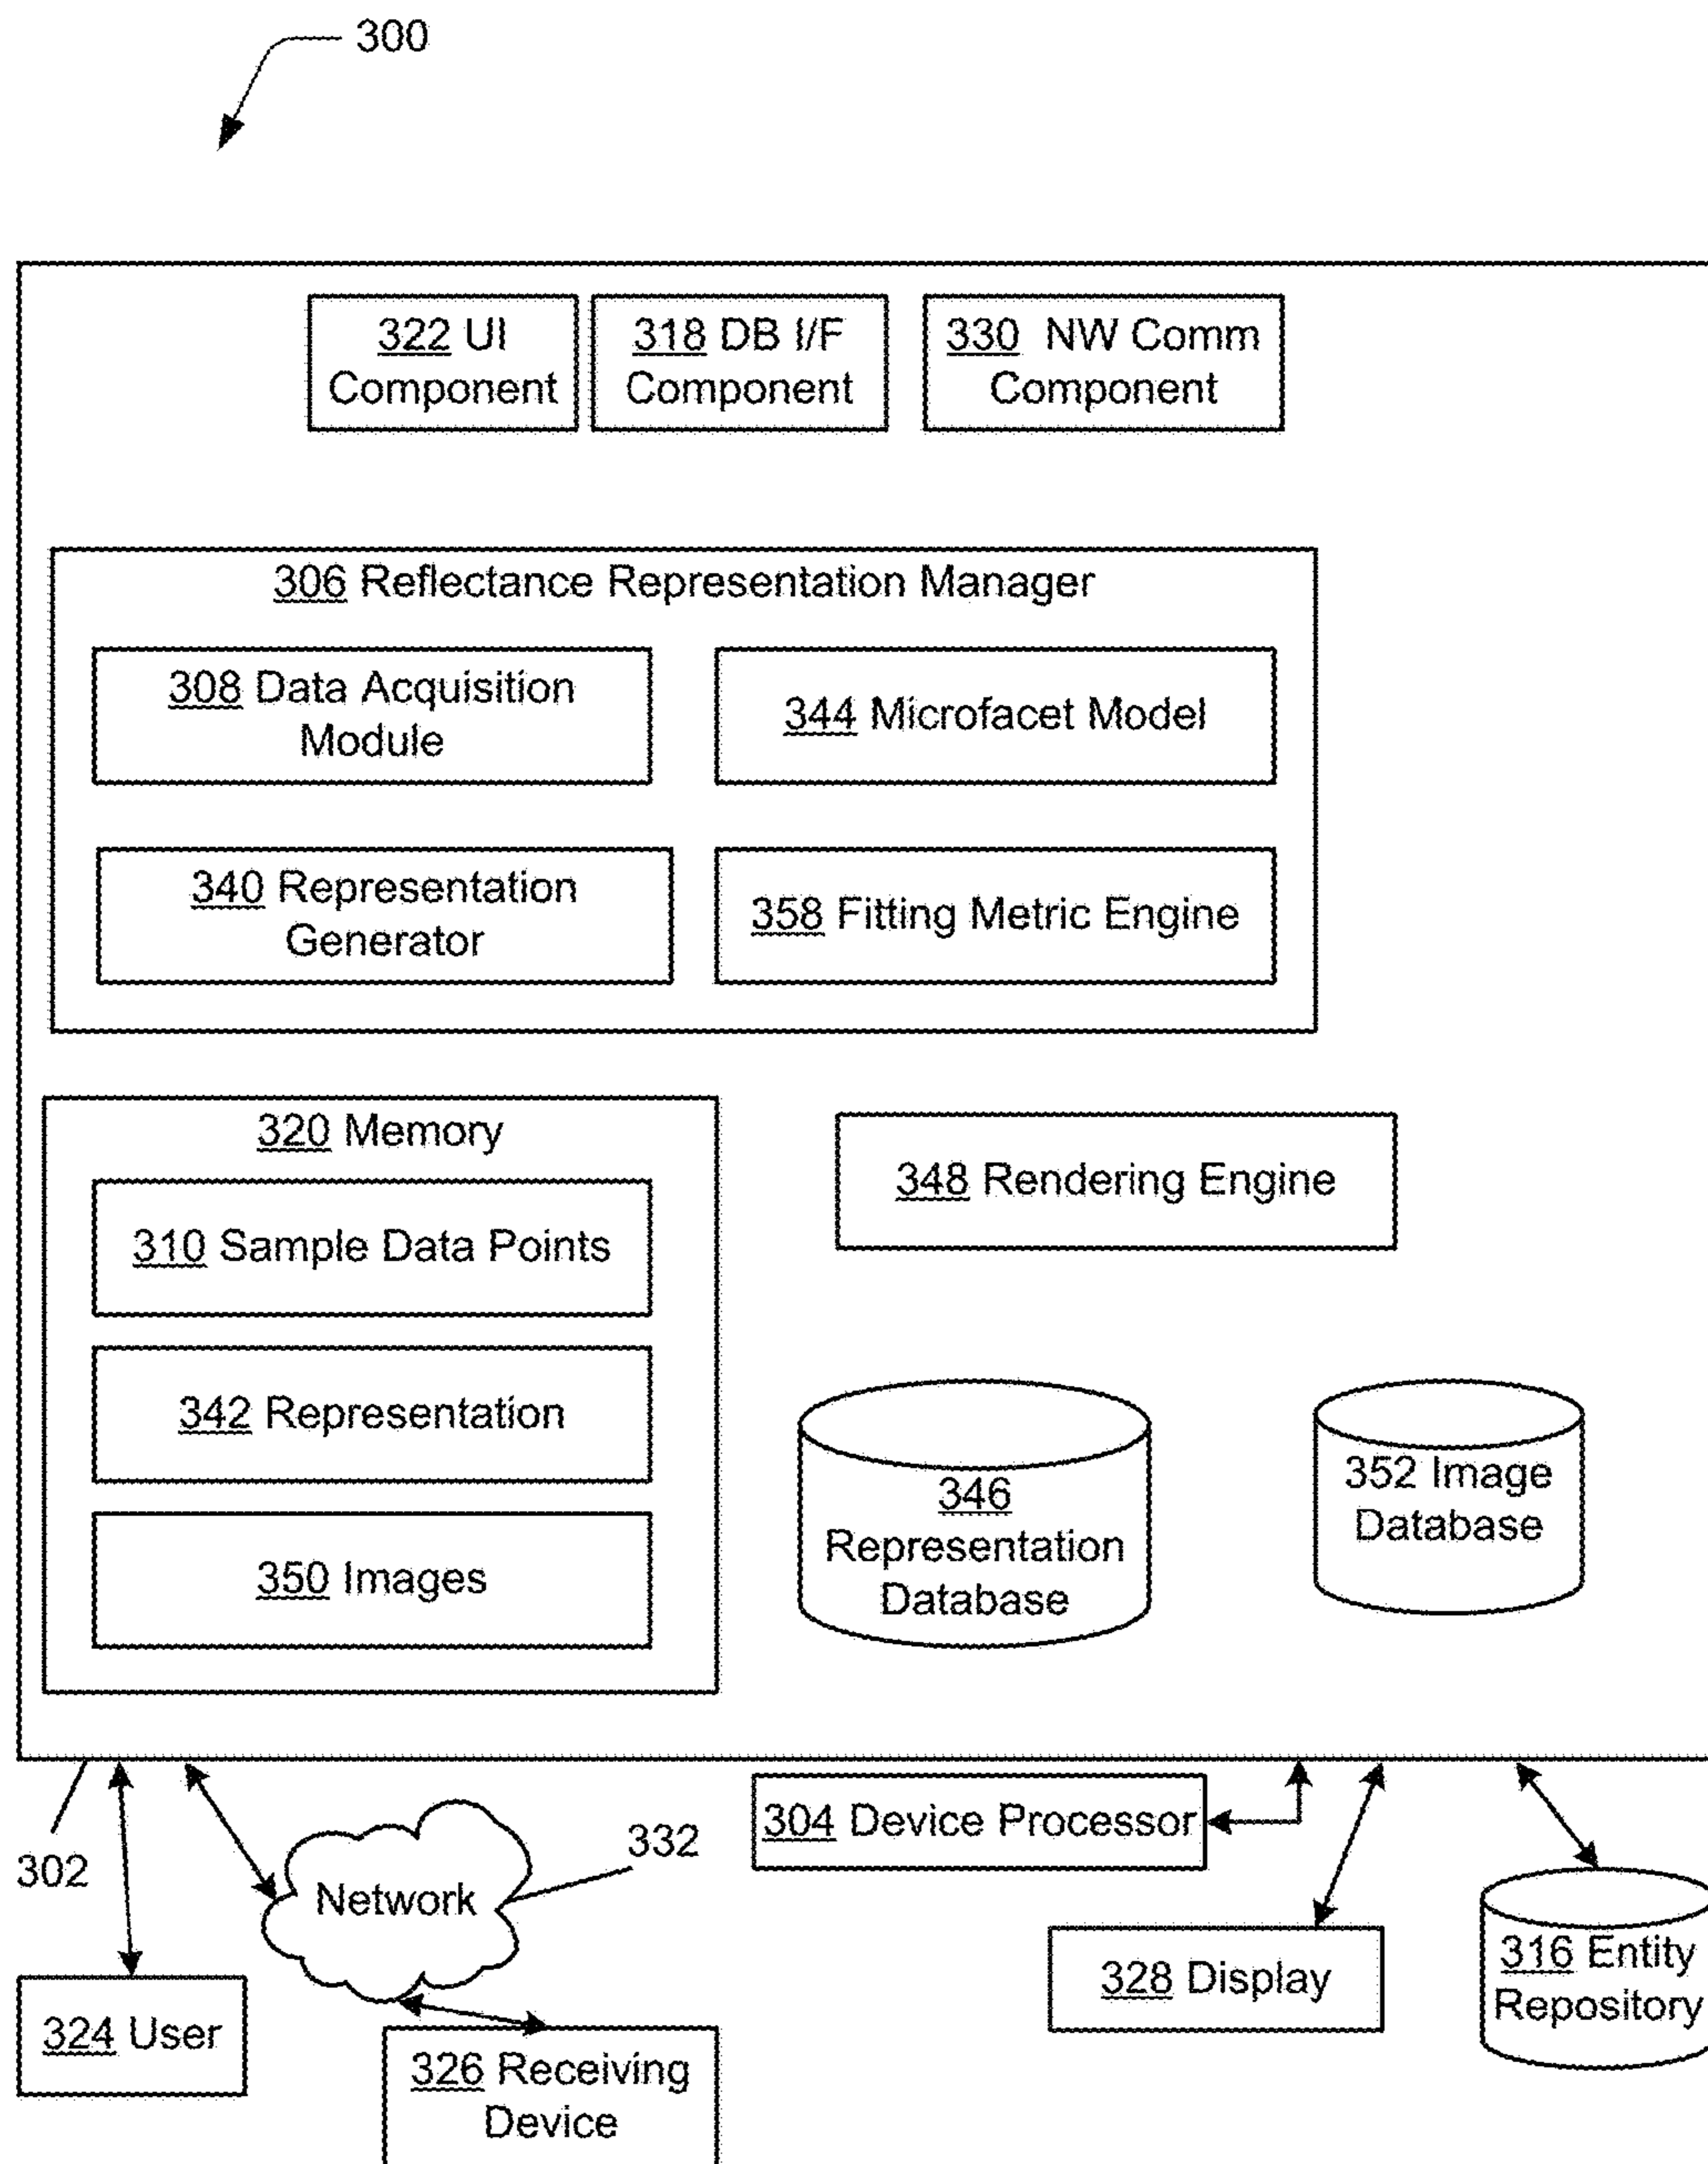 300
322 UI
Component
318 DB I/F
Component
330 NW Comm
Component
306 Reflectance Representation Manager
308 Data Acquisition
Module
344 Microfacet Model
340 Representation
Generator
358 Fitting Metric Engine
320 Memory
310 Sample Data Points
342 Representation
350 Images
348 Rendering Engine
346
Representation
Database
352 Image
Database
302
304 Device Processor
332
Network
324 User
326 Receiving
Device
328 Display
316 Entity
Repository